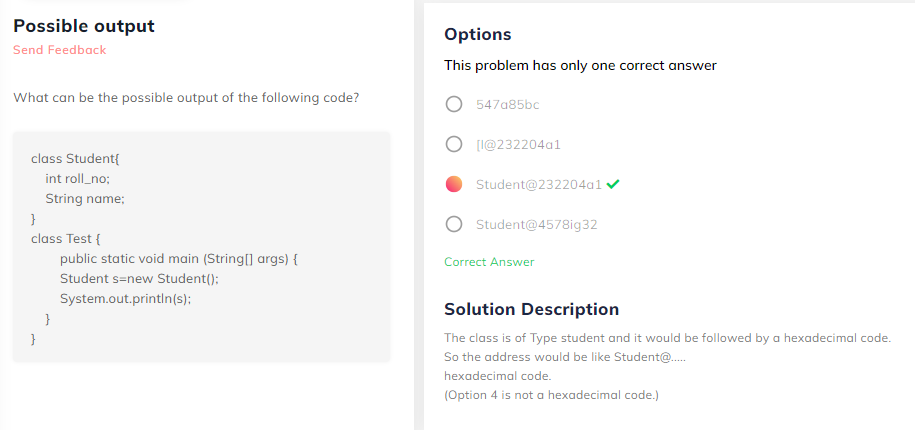 Possible output
Send Feedback
What can be the possible output of the following code?
class Student{
int roll_no;
String name;
}
class Test {
public static void main (String[] args) {
Student s=new Student();
System.out.println(s);
}
}
Options
This problem has only one correct answer
547a85bc
[I@232204a1
Student@232204a1
Student@4578ig32
Correct Answer
Solution Description
The class is of Type student and it would be followed by a hexadecimal code.
So the address would be like Student@.....
hexadecimal code.
(Option 4 is not a hexadecimal code.)